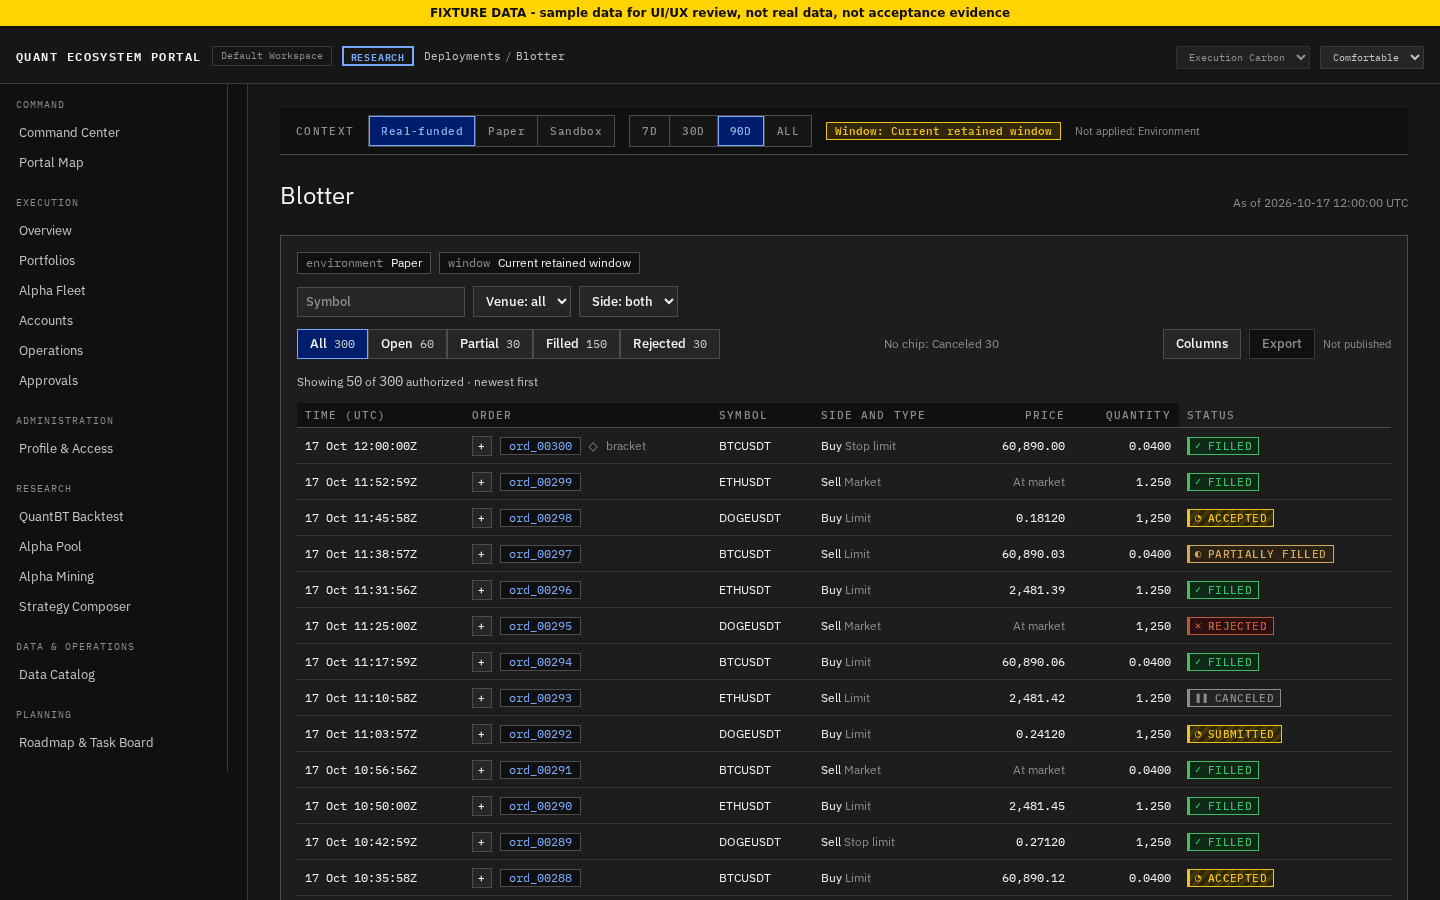 FIXTURE DATA - sample data for UI/UX review, not real data, not acceptance evidence
QUANT ECOSYSTEM PORTAL Default Workspace RESEARCH Deployments / Blotter Execution Carbon Comfortable
COMMAND
Command Center
Portal Map
EXECUTION
Overview
Portfolios
Alpha Fleet
Accounts
Operations
Approvals
ADMINISTRATION
Profile & Access
RESEARCH
QuantBT Backtest
Alpha Pool
Alpha Mining
Strategy Composer
DATA & OPERATIONS
Data Catalog
PLANNING
Roadmap & Task Board
CONTEXT Real-funded Paper Sandbox 7D 30D 90D ALL Window: Current retained window Not applied: Environment
Blotter
As of 2026-10-17 12:00:00 UTC
environment Paper window Current retained window
Symbol Venue: all Side: both
All 300 Open 60 Partial 30 Filled 150 Rejected 30 No chip: Canceled 30 Columns Export Not published
Showing 50 of 300 authorized · newest first
TIME (UTC) ORDER SYMBOL SIDE AND TYPE PRICE QUANTITY STATUS
17 Oct 12:00:00Z + ord_00300 ◇ bracket BTCUSDT Buy Stop limit 60,890.00 0.0400 ✓ FILLED
17 Oct 11:52:59Z + ord_00299 ETHUSDT Sell Market At market 1.250 ✓ FILLED
17 Oct 11:45:58Z + ord_00298 DOGEUSDT Buy Limit 0.18120 1,250 ◔ ACCEPTED
17 Oct 11:38:57Z + ord_00297 BTCUSDT Sell Limit 60,890.03 0.0400 ◐ PARTIALLY FILLED
17 Oct 11:31:56Z + ord_00296 ETHUSDT Buy Limit 2,481.39 1.250 ✓ FILLED
17 Oct 11:25:00Z + ord_00295 DOGEUSDT Sell Market At market 1,250 ✕ REJECTED
17 Oct 11:17:59Z + ord_00294 BTCUSDT Buy Limit 60,890.06 0.0400 ✓ FILLED
17 Oct 11:10:58Z + ord_00293 ETHUSDT Sell Limit 2,481.42 1.250 ❚❚ CANCELED
17 Oct 11:03:57Z + ord_00292 DOGEUSDT Buy Limit 0.24120 1,250 ◔ SUBMITTED
17 Oct 10:56:56Z + ord_00291 BTCUSDT Sell Market At market 0.0400 ✓ FILLED
17 Oct 10:50:00Z + ord_00290 ETHUSDT Buy Limit 2,481.45 1.250 ✓ FILLED
17 Oct 10:42:59Z + ord_00289 DOGEUSDT Sell Stop limit 0.27120 1,250 ✓ FILLED
17 Oct 10:35:58Z + ord_00288 BTCUSDT Buy Limit 60,890.12 0.0400 ◔ ACCEPTED